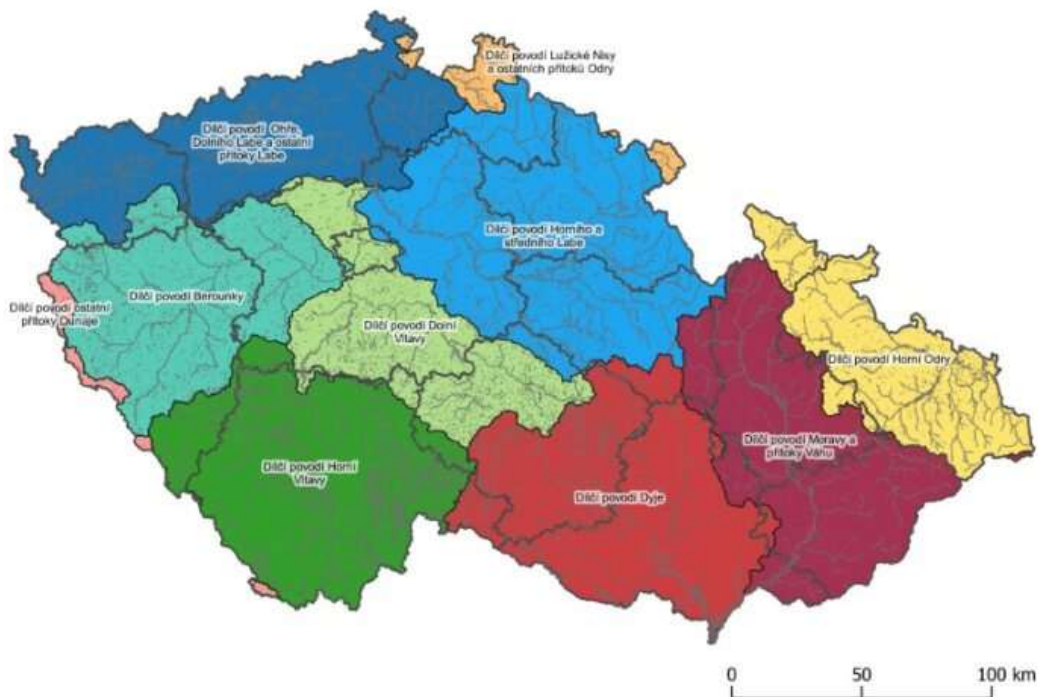 Dílčí povodí Lužické Nisy
a ostatních přítoků Odry
Dílčí povodí Ohře,
Dolního Labe a ostatní
přítoky Labe
Dílčí povodí Horního a
středního Labe
Dílčí povodí ostatní
přítoky Dunaje
Dílčí povodí Berounky
Dílčí povodí Dolní
Vltavy
Dílčí povodí Horní Odry
Dílčí povodí Moravy a
přítoky Váhu
Dílčí povodí Horní
Vltavy
Dílčí povodí Dyje
0 50 100 km